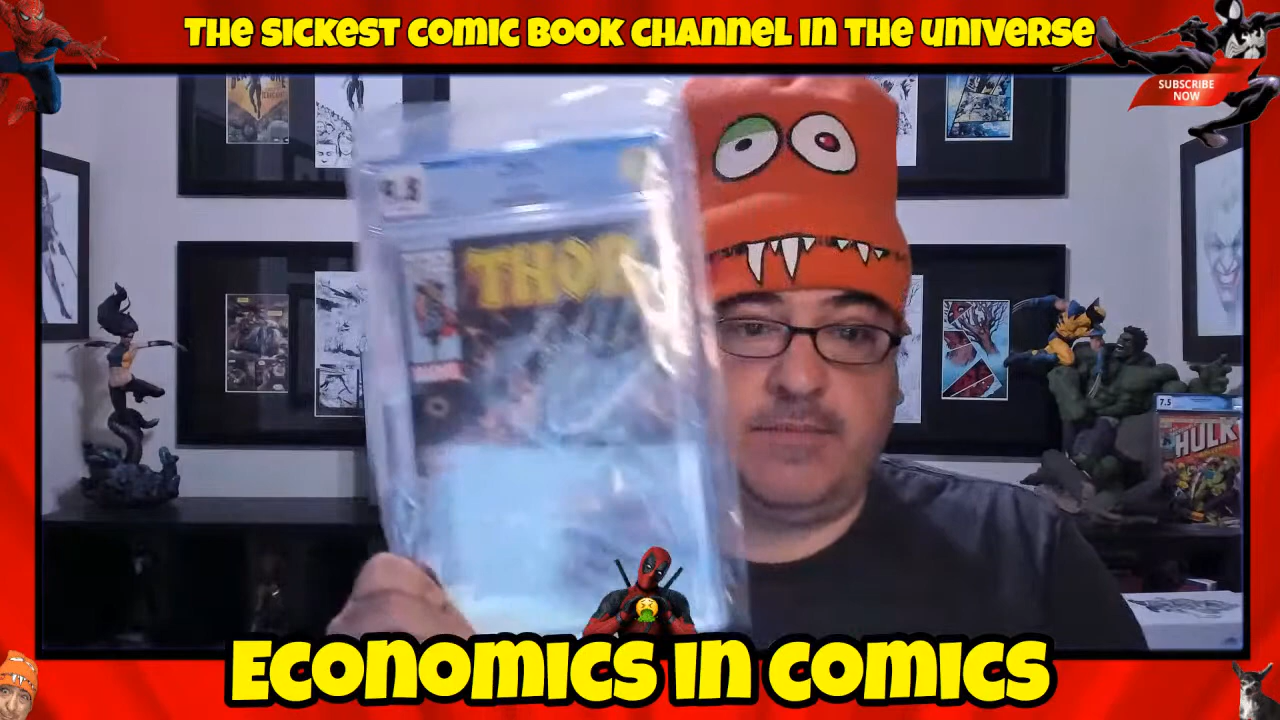 THE SICKEST COMIC BOOK CHANNEL IN THE UNIVERSE
SUBSCRIBE
NOW
THOR
7.5
HULK
ECONOMICS IN COMICS